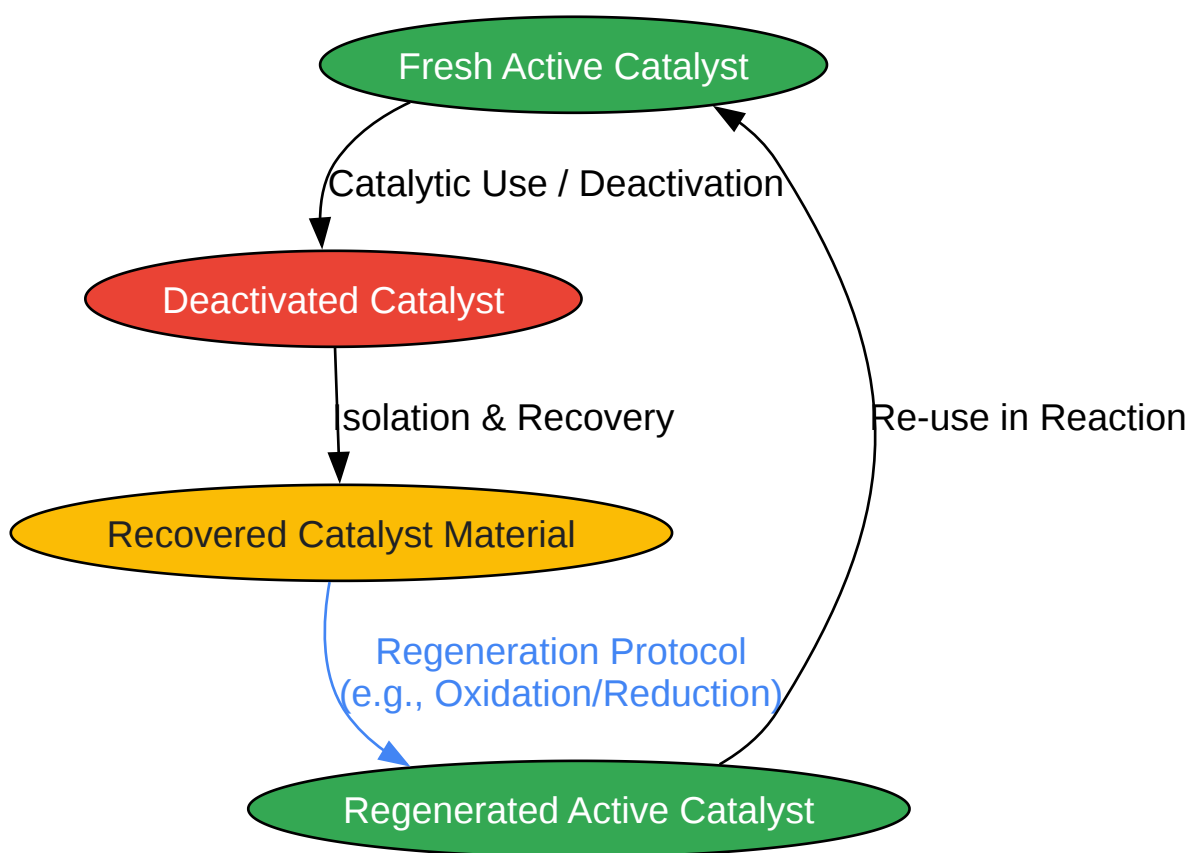 Fresh Active Catalyst
Catalytic Use / Deactivation
Deactivated Catalyst
Isolation & Recovery
Re-use in Reaction
Recovered Catalyst Material
Regeneration Protocol
(e.g., Oxidation/Reduction)
Regenerated Active Catalyst